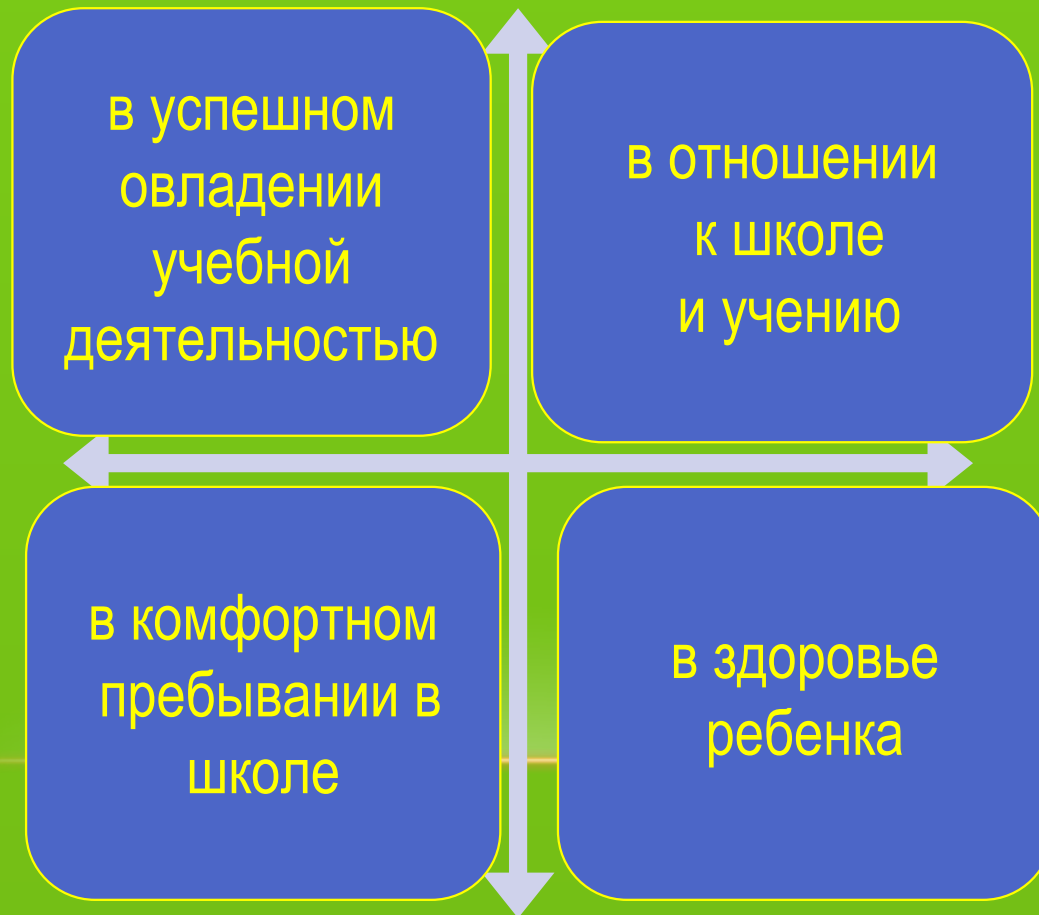 в успешном
овладении
учебной
деятельностью
в отношении
к школе
и учению
в комфортном
пребывании в
школе
в здоровье
ребенка